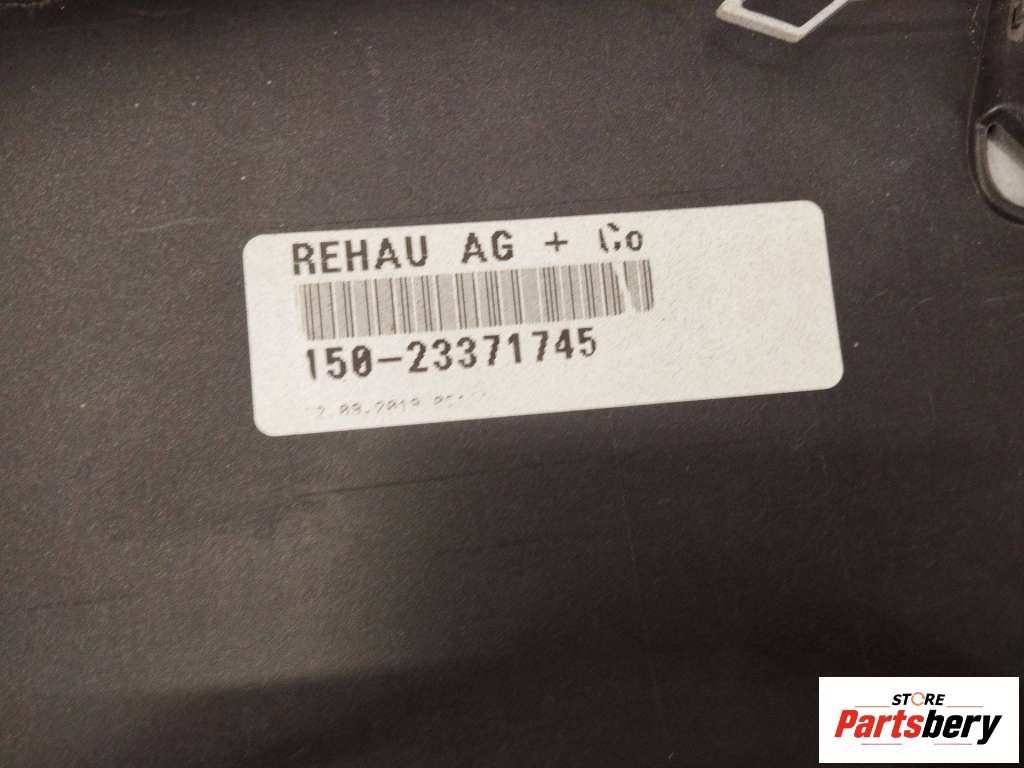 REHAU AG + Co
150-23371745
STORE
Partsbery